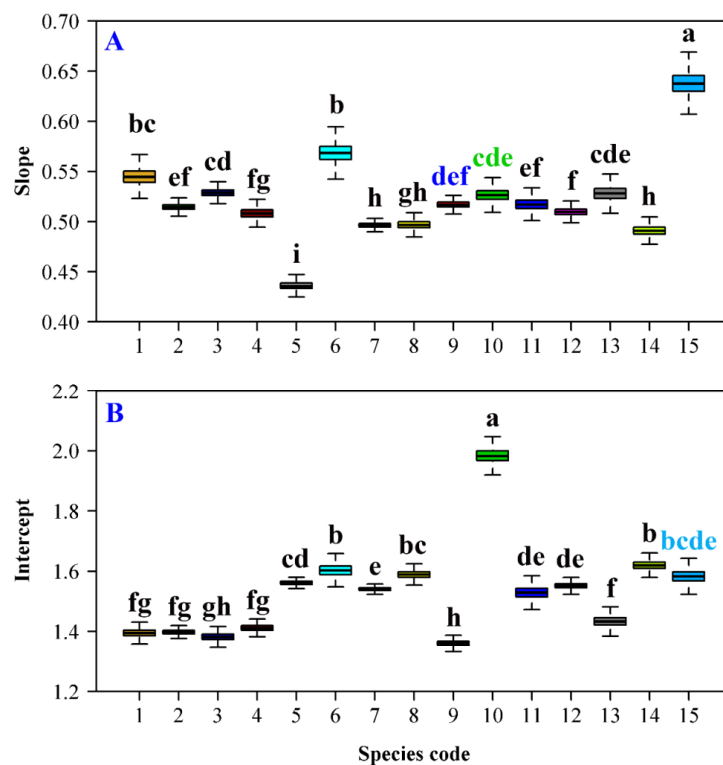 A
Slope
0.70
0.65
0.60
0.55
0.50
0.45
0.40
bc ef cd fg i b h gh def cde ef f cde h a
1 2 3 4 5 6 7 8 9 10 11 12 13 14 15
B
Intercept
2.2
2.0
1.8
1.6
1.4
1.2
fg fg gh fg cd b e bc h a de de f b bcde
1 2 3 4 5 6 7 8 9 10 11 12 13 14 15
Species code